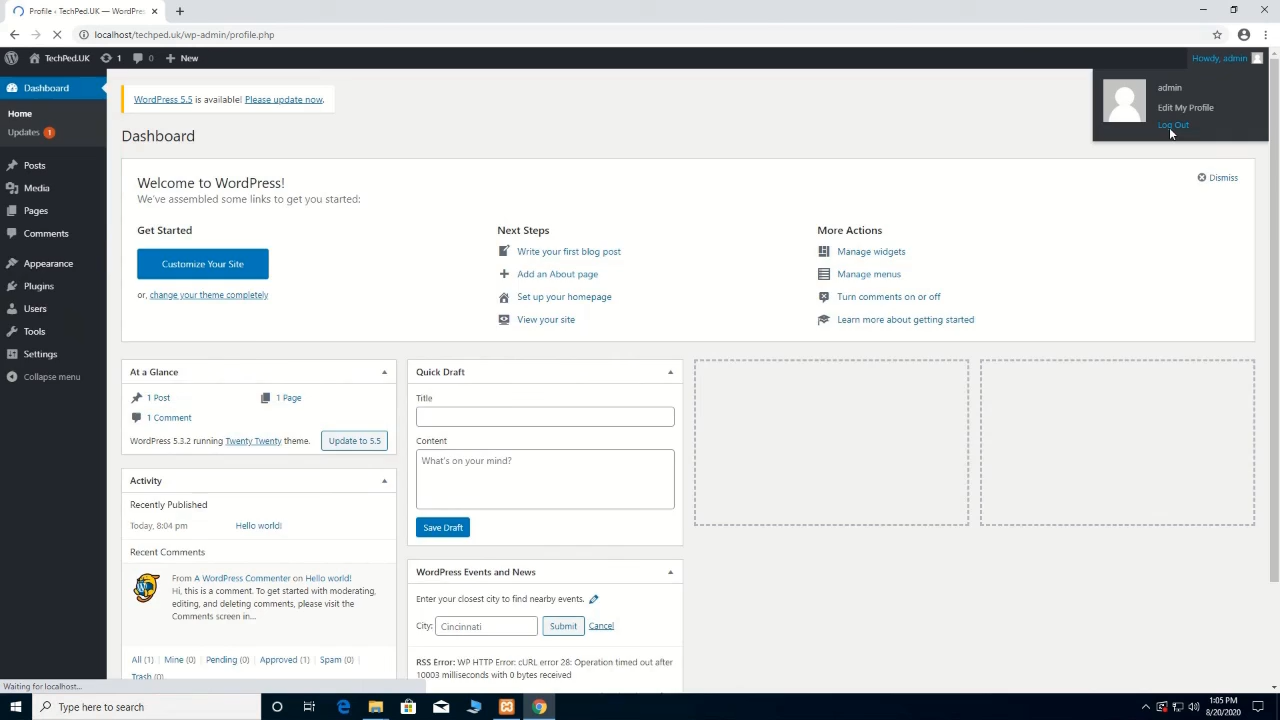 Profile ‹ TechPed.UK — WordPre
localhost/techped.uk/wp-admin/profile.php
TechPed.UK
1
0
New
Howdy, admin
admin
Edit My Profile
Log Out
Dashboard
Home
Updates 1
Posts
Media
Pages
Comments
Appearance
Plugins
Users
Tools
Settings
Collapse menu
WordPress 5.5 is available! Please update now.
Dashboard
Welcome to WordPress!
We've assembled some links to get you started:
Dismiss
Get Started
Customize Your Site
or, change your theme completely
Next Steps
Write your first blog post
Add an About page
Set up your homepage
View your site
More Actions
Manage widgets
Manage menus
Turn comments on or off
Learn more about getting started
At a Glance
1 Post
1 Page
1 Comment
WordPress 5.3.2 running Twenty Twenty theme.
Update to 5.5
Activity
Recently Published
Today, 8:04 pm
Hello world!
Recent Comments
From A WordPress Commenter on Hello world!
Hi, this is a comment. To get started with moderating,
editing, and deleting comments, please visit the
Comments screen in...
All (1) | Mine (0) | Pending (0) | Approved (1) | Spam (0) |
Trash (0)
Quick Draft
Title
Content
What's on your mind?
Save Draft
WordPress Events and News
Enter your closest city to find nearby events.
City: Cincinnati Submit Cancel
RSS Error: WP HTTP Error: cURL error 28: Operation timed out after
10003 milliseconds with 0 bytes received
Waiting for localhost...
Type here to search
1:05 PM
8/20/2020